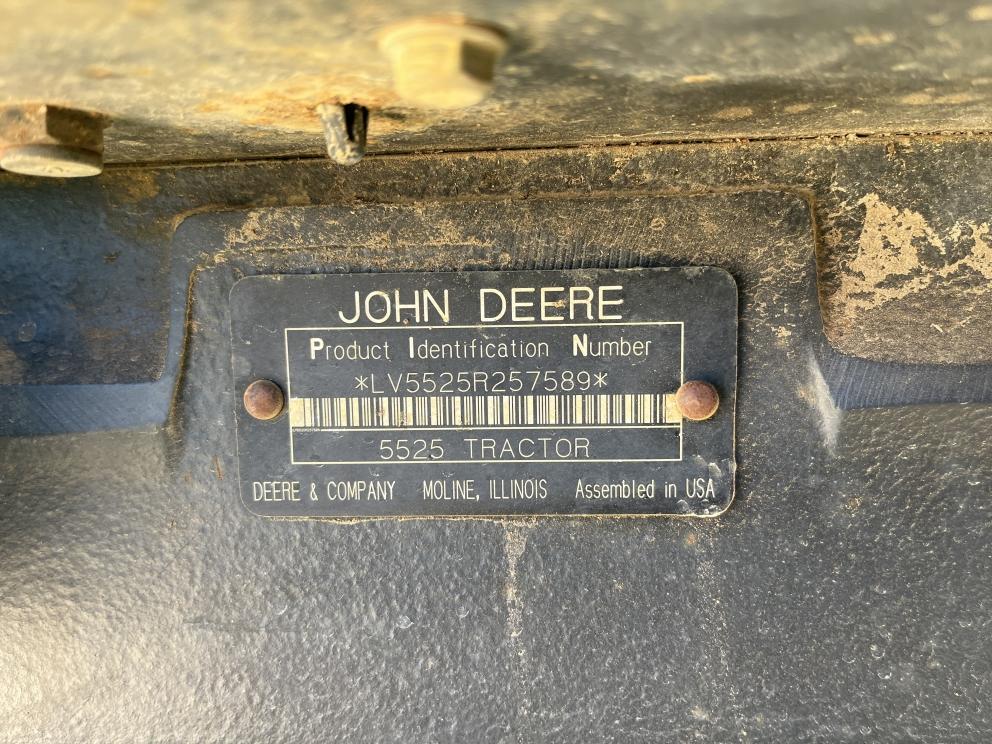 JOHN DEERE
Product Identification Number
*LV5525R257589*
5525 TRACTOR
DEERE & COMPANY MOLINE, ILLINOIS Assembled in USA